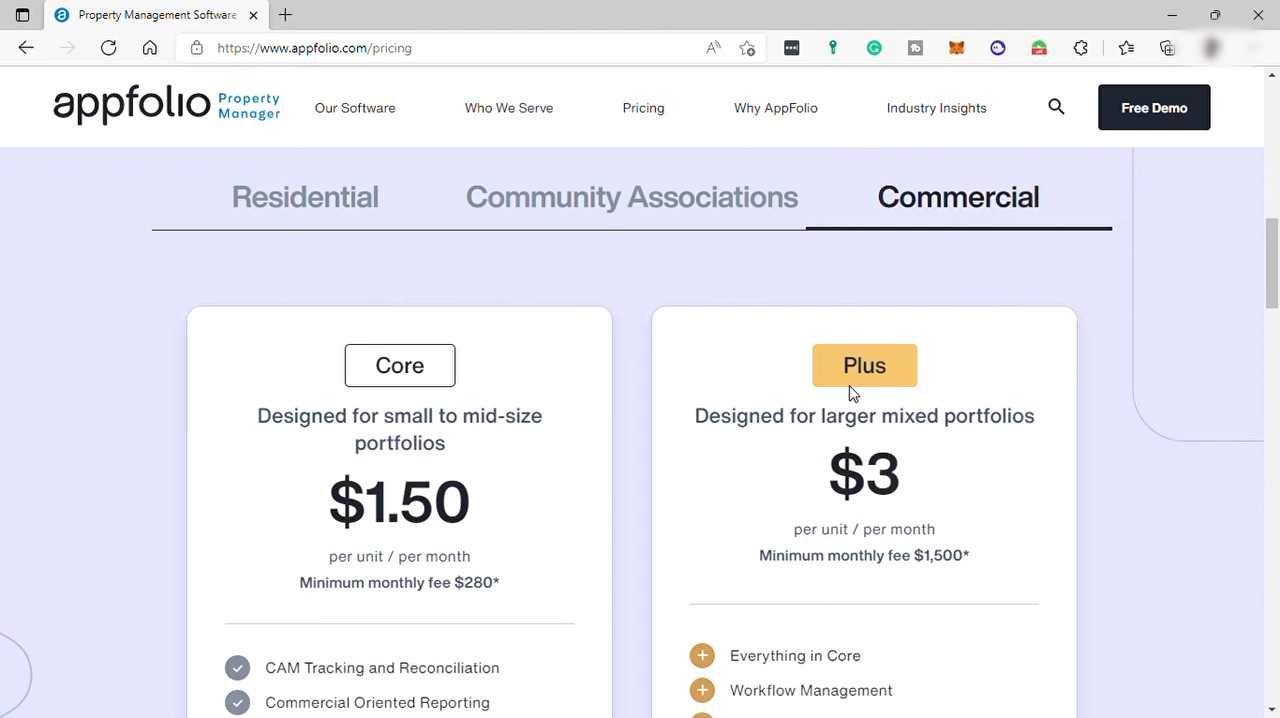 Property Management Software
https://www.appfolio.com/pricing
appfolio Property Manager
Our Software
Who We Serve
Pricing
Why AppFolio
Industry Insights
Free Demo
Residential
Community Associations
Commercial
Core
Designed for small to mid-size
portfolios
$1.50
per unit / per month
Minimum monthly fee $280*
CAM Tracking and Reconciliation
Commercial Oriented Reporting
Plus
Designed for larger mixed portfolios
$3
per unit / per month
Minimum monthly fee $1,500*
Everything in Core
Workflow Management